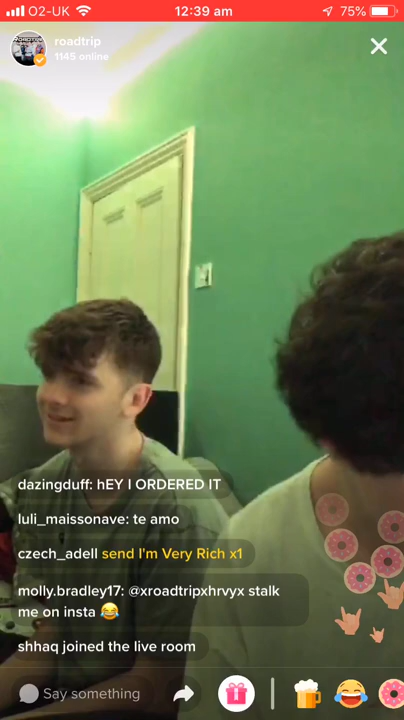 O2-UK 12:39 am 75%
roadtrip
1145 online
dazingduff: hEY I ORDERED IT
luli_maissonave: te amo
czech_adell send I'm Very Rich x1
molly.bradley17: @xroadtripxhrvyx stalk
me on insta 😂
shhaq joined the live room
Say something